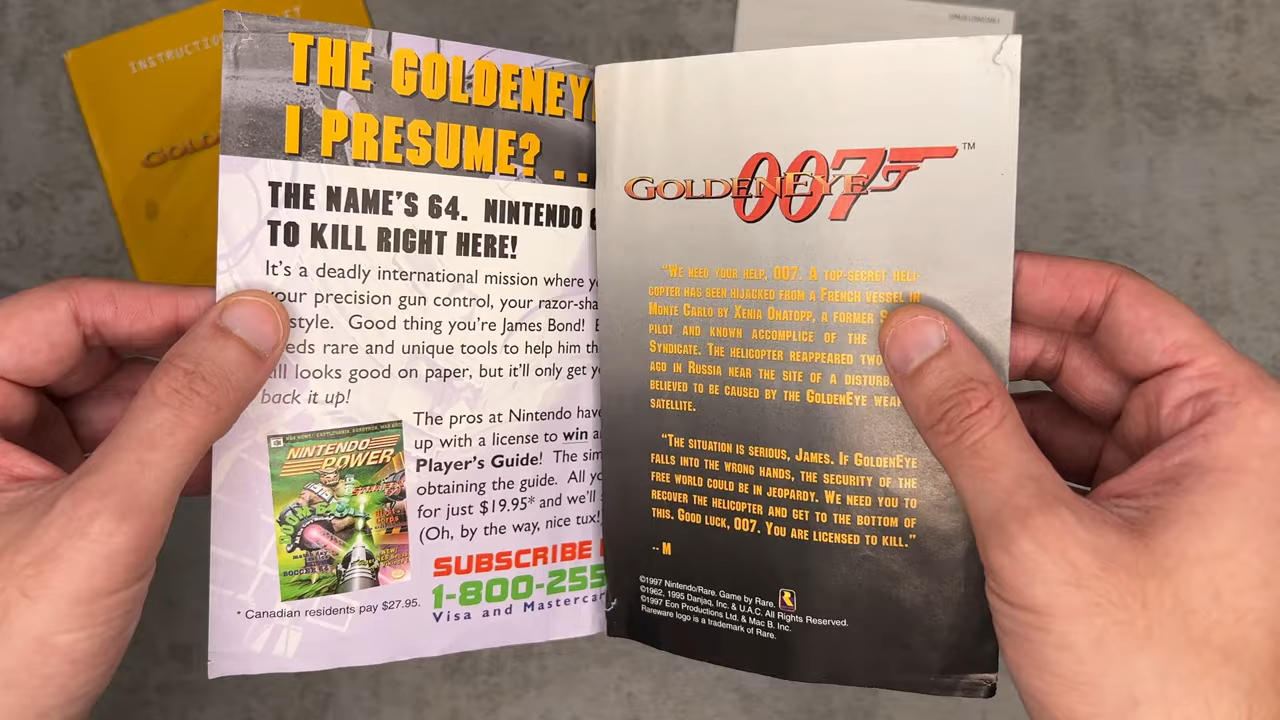 INSTRUCTIO
THE GOLDENEY
I PRESUME? . .
THE NAME'S 64. NINTENDO 6
TO KILL RIGHT HERE!
It's a deadly international mission where
your precision gun control, your razor-sha
style. Good thing you're James Bond!
eds rare and unique tools to help him
looks good on paper, but it'll only get
back it up!
The pros at Nintendo have
up with a license to win
Player's Guide! The sim
obtaining the guide. All
for just $19.95* and we'll
(Oh, by the way, nice tux!
NINTENDO
POWER
SUBSCRIBE
1-800-255
Visa and Masterca
* Canadian residents pay $27.95.
GOLDENEYE 007 ™
"WE NEED YOUR HELP, 007. A TOP-SECRET HELI-
COPTER HAS BEEN HIJACKED FROM A FRENCH VESSEL IN
MONTE CARLO BY XENIA ONATOPP, A FORMER
PILOT AND KNOWN ACCOMPLICE OF THE
SYNDICATE. THE HELICOPTER REAPPEARED TWO
AGO IN RUSSIA NEAR THE SITE OF A DISTURB
BELIEVED TO BE CAUSED BY THE GOLDENEYE WEA
SATELLITE.
"THE SITUATION IS SERIOUS, JAMES. IF GOLDENEYE
FALLS INTO THE WRONG HANDS, THE SECURITY OF THE
FREE WORLD COULD BE IN JEOPARDY. WE NEED YOU TO
RECOVER THE HELICOPTER AND GET TO THE BOTTOM OF
THIS. GOOD LUCK, 007. YOU ARE LICENSED TO KILL."
-- M
©1997 Nintendo/Rare. Game by Rare.
©1962, 1995 Danjaq, Inc. & U.A.C. All Rights Reserved.
©1997 Eon Productions Ltd. & Mac B. Inc.
Rareware logo is a trademark of Rare.